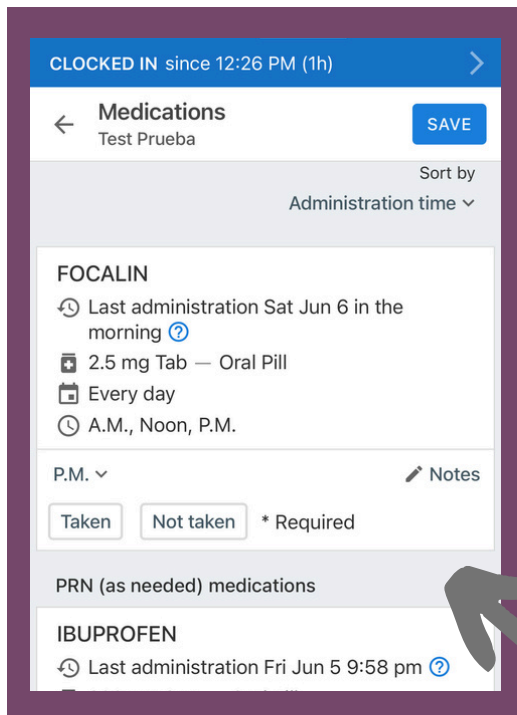 CLOCKED IN since 12:26 PM (1h)
Medications
Test Prueba
SAVE
Sort by
Administration time
FOCALIN
Last administration Sat Jun 6 in the
morning ?
2.5 mg Tab — Oral Pill
Every day
A.M., Noon, P.M.
P.M.
Notes
Taken Not taken * Required
PRN (as needed) medications
IBUPROFEN
Last administration Fri Jun 5 9:58 pm ?